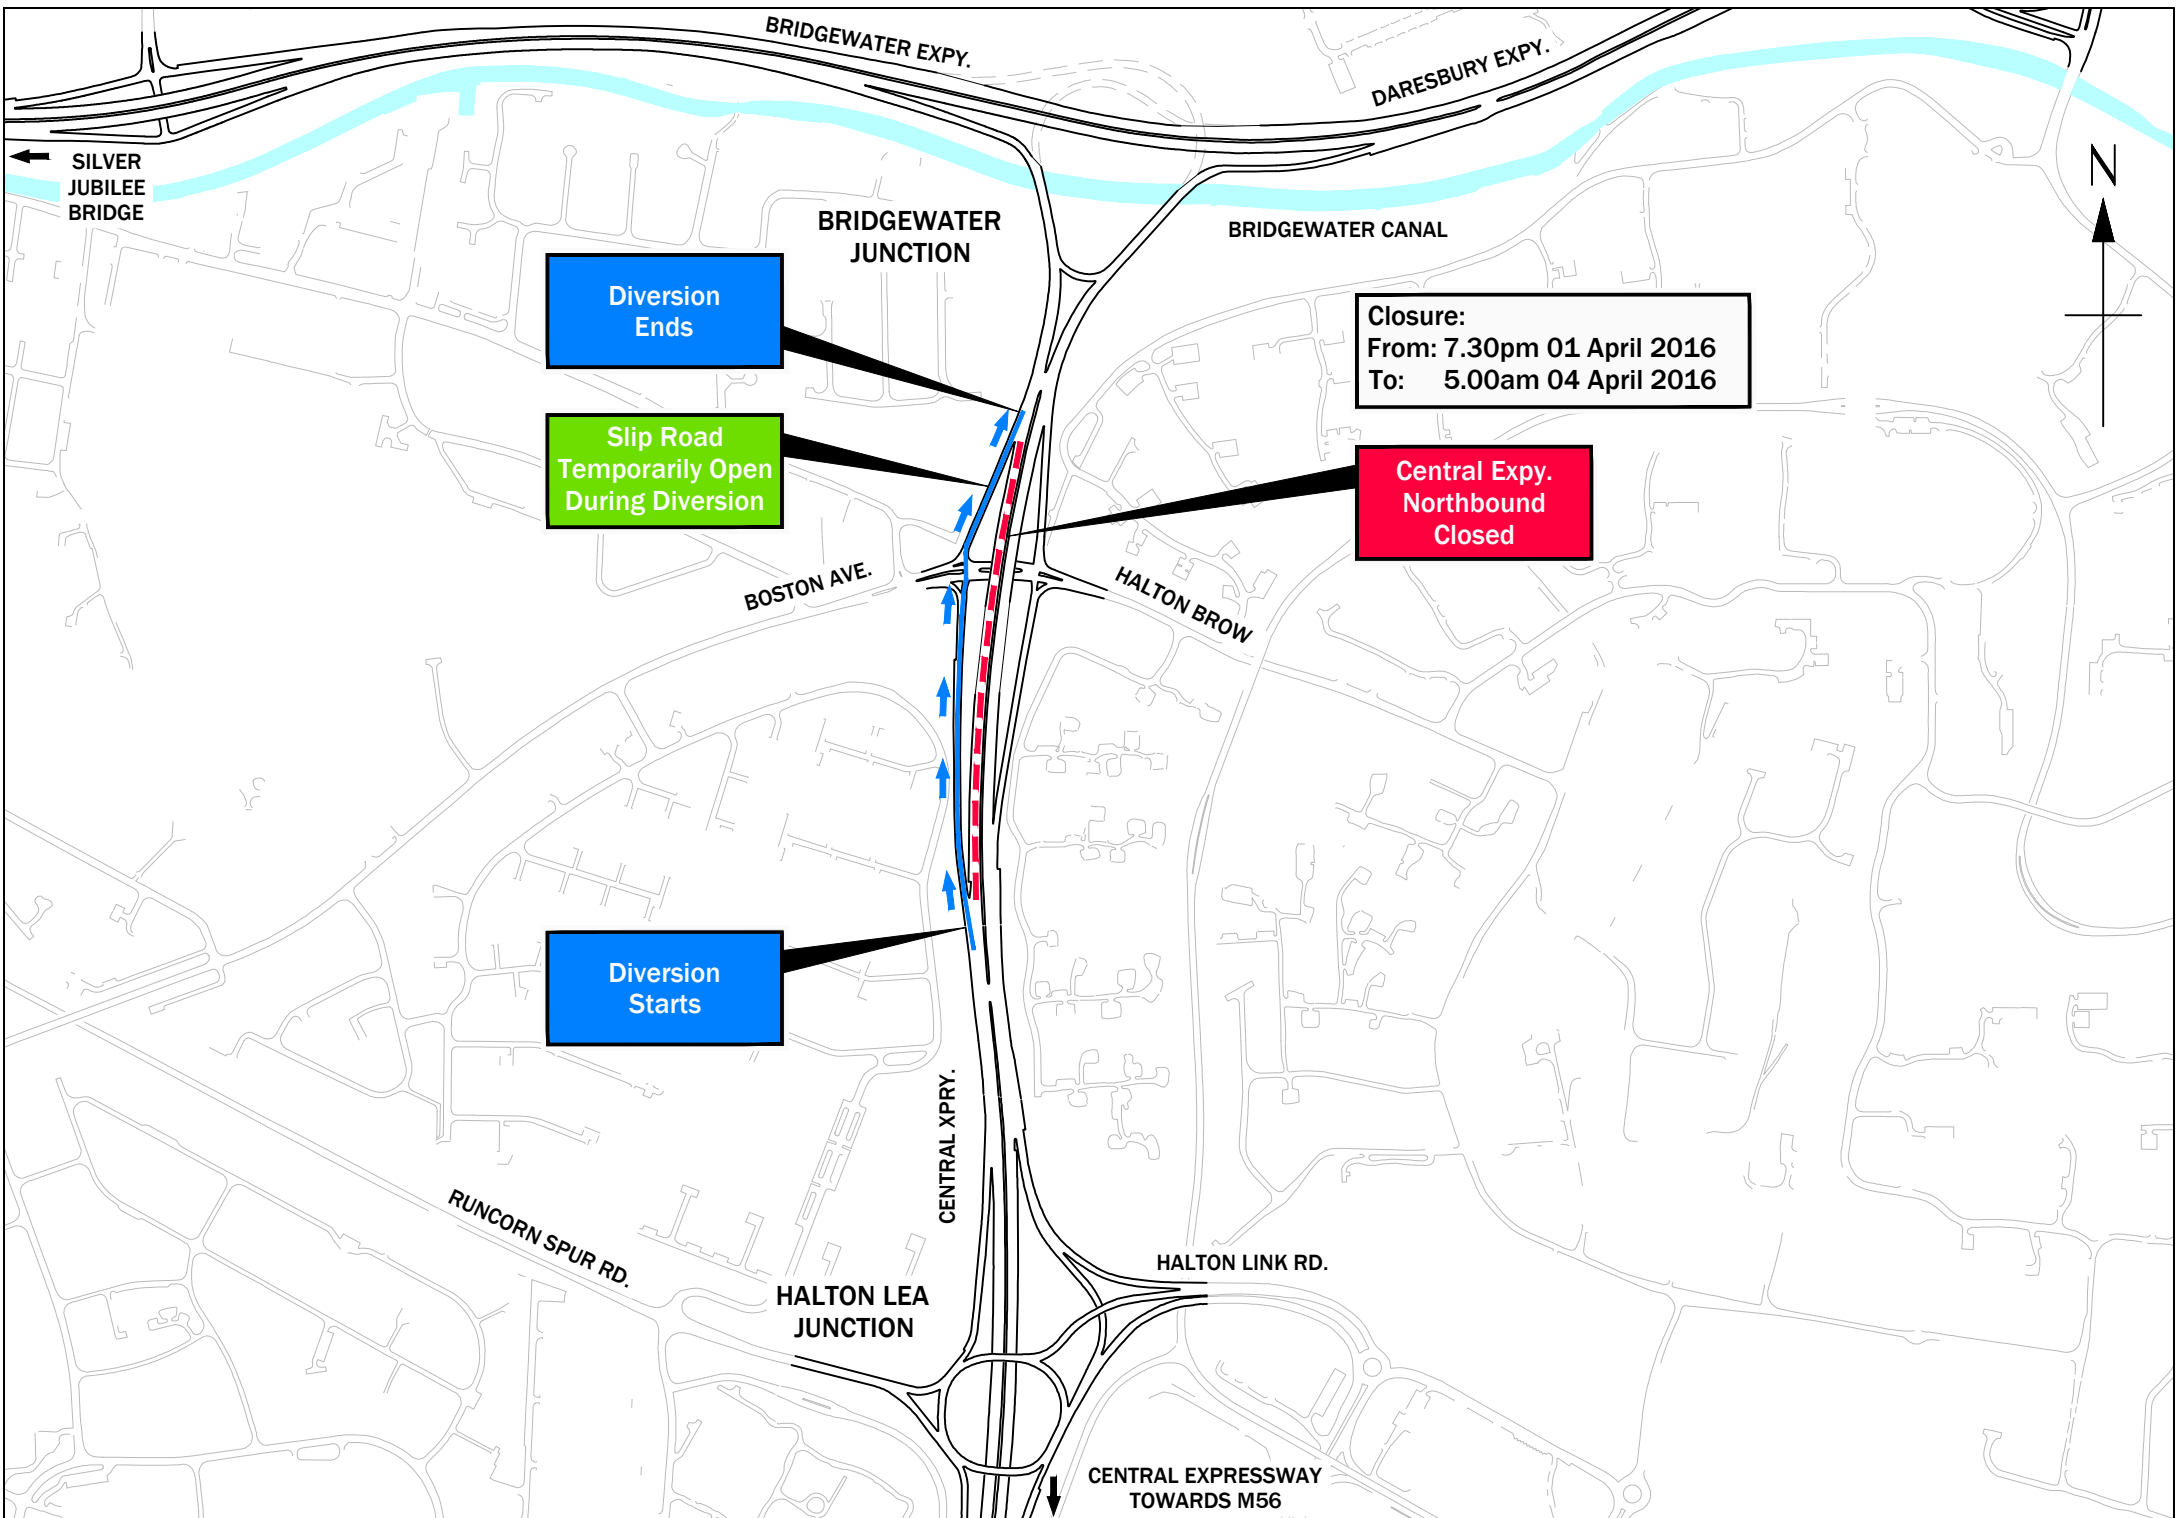 BRIDGEWATER EXPY.
DARESBURY EXPY.
SILVER
JUBILEE
BRIDGE
N
BRIDGEWATER
JUNCTION
BRIDGEWATER CANAL
Diversion
Ends
Closure:
From: 7.30pm 01 April 2016
To: 5.00am 04 April 2016
Slip Road
Temporarily Open
During Diversion
Central Expy.
Northbound
Closed
BOSTON AVE.
HALTON BROW
Diversion
Starts
CENTRAL XPRY.
RUNCORN SPUR RD.
HALTON LINK RD.
HALTON LEA
JUNCTION
CENTRAL EXPRESSWAY
TOWARDS M56